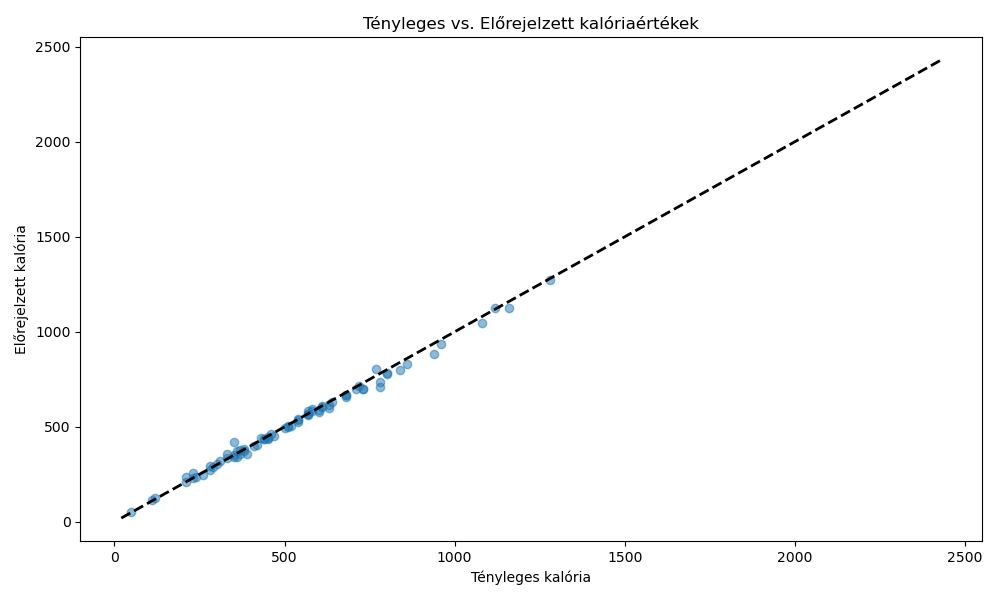 Tényleges vs. Előrejelzett kalóriaértékek
2500
2000
1500
1000
500
0
Előrejelzett kalória
0 500 1000 1500 2000 2500
Tényleges kalória